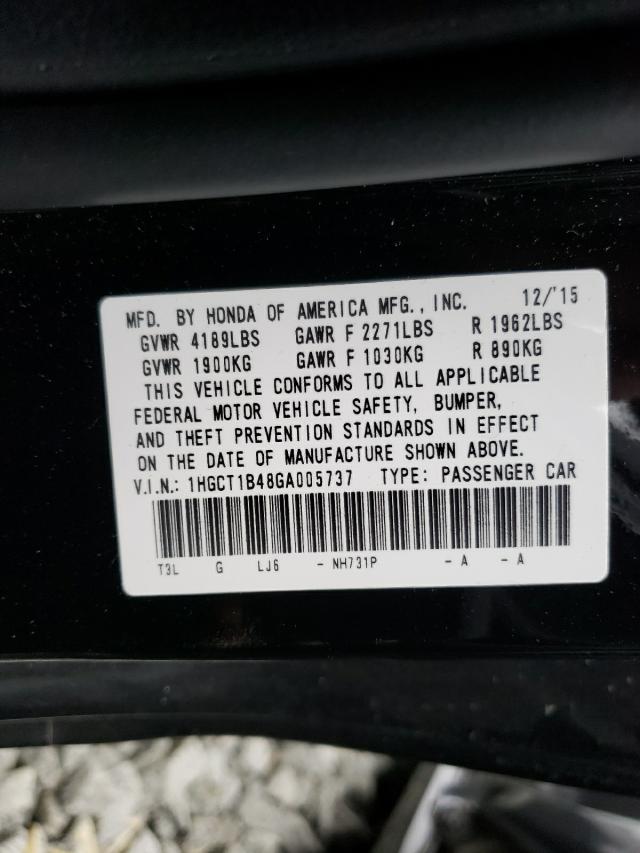 MFD. BY HONDA OF AMERICA MFG., INC. 12/'15
GVWR 4189LBS GAWR F 2271LBS R 1962LBS
GVWR 1900KG GAWR F 1030KG R 890KG
THIS VEHICLE CONFORMS TO ALL APPLICABLE
FEDERAL MOTOR VEHICLE SAFETY, BUMPER,
AND THEFT PREVENTION STANDARDS IN EFFECT
ON THE DATE OF MANUFACTURE SHOWN ABOVE.
V.I.N.: 1HGCT1B48GA005737 TYPE: PASSENGER CAR
T3L G LJ6 - NH731P - A - A